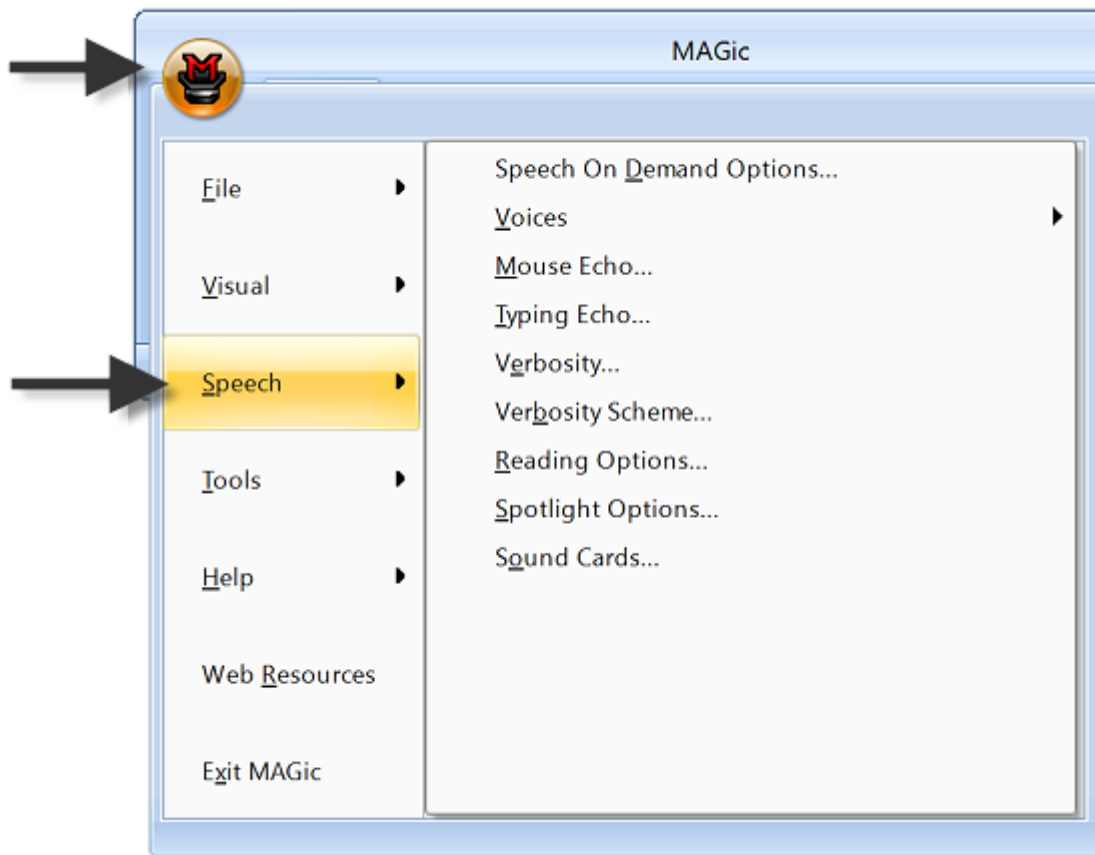 MAGic
File
Visual
Speech
Tools
Help
Web Resources
Exit MAGic
Speech On Demand Options...
Voices
Mouse Echo...
Typing Echo...
Verbosity...
Verbosity Scheme...
Reading Options...
Spotlight Options...
Sound Cards...